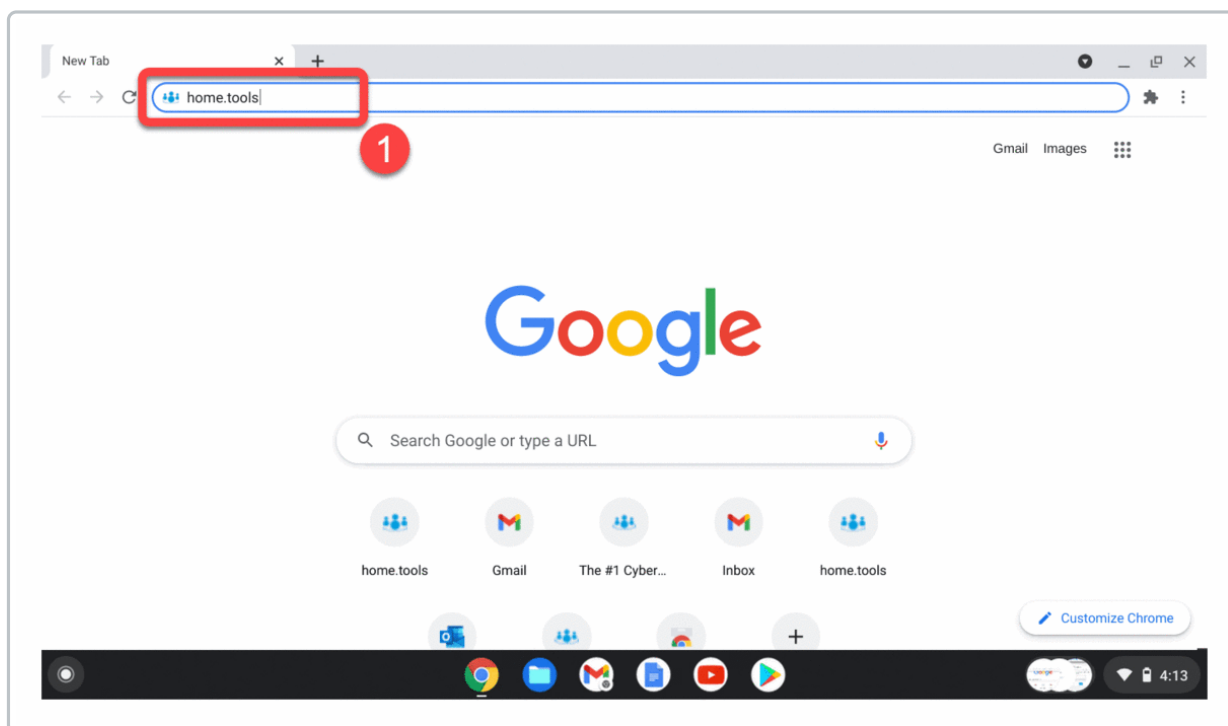 New Tab
home.tools
1
Gmail Images
Google
Search Google or type a URL
home.tools Gmail The #1 Cyber... Inbox home.tools
Customize Chrome
4:13